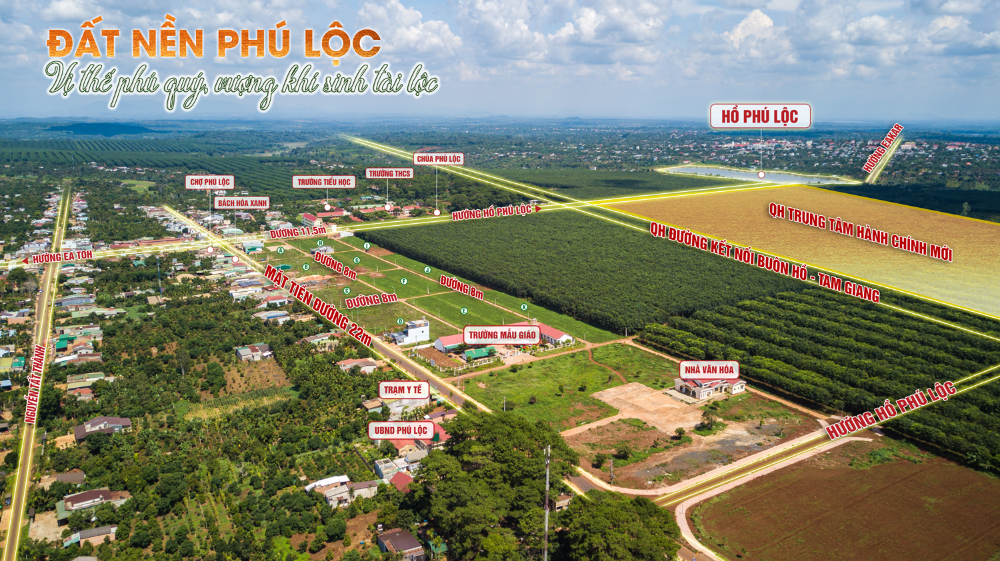 ĐẤT NỀN PHÚ LỘC
Vị thế phú quý, vượng khí sinh tài lộc
HỒ PHÚ LỘC
HƯỚNG EAKAR
CHÙA PHÚ LỘC
TRƯỜNG THCS
TRƯỜNG TIỂU HỌC
CHỢ PHÚ LỘC
BÁCH HÓA XANH
HƯỚNG HỒ PHÚ LỘC
QH TRUNG TÂM HÀNH CHÍNH MỚI
QH ĐƯỜNG KẾT NỐI BUÔN HỒ - TAM GIANG
ĐƯỜNG 11,5m
HƯỚNG EA TOH
A
H
I
B
G
J
C
F
D
E
K
ĐƯỜNG 8m
ĐƯỜNG 8m
ĐƯỜNG 8m
MẶT TIỀN ĐƯỜNG 22m
TRƯỜNG MẪU GIÁO
NGUYỄN TẤT THÀNH
NHÀ VĂN HÓA
TRẠM Y TẾ
UBND PHÚ LỘC
HƯỚNG HỒ PHÚ LỘC